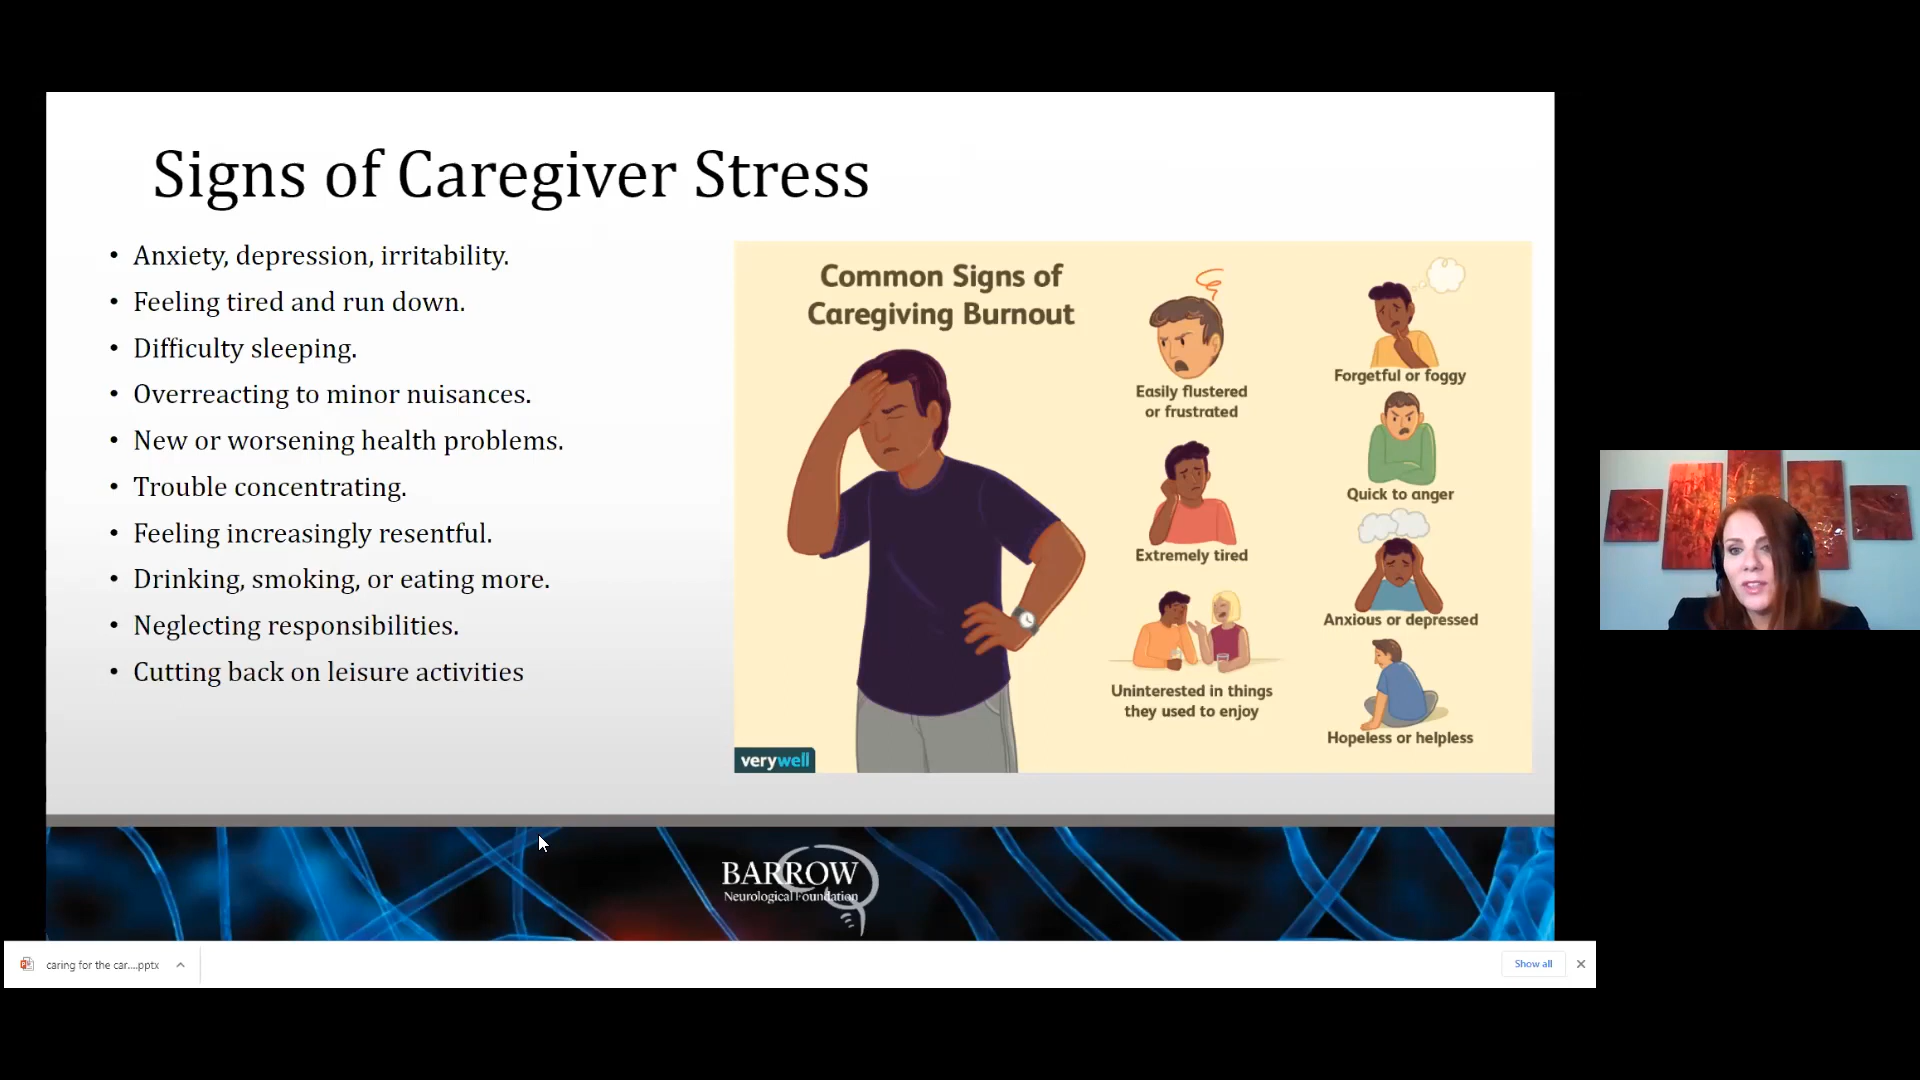 Signs of Caregiver Stress
• Anxiety, depression, irritability.
• Feeling tired and run down.
• Difficulty sleeping.
• Overreacting to minor nuisances.
• New or worsening health problems.
• Trouble concentrating.
• Feeling increasingly resentful.
• Drinking, smoking, or eating more.
• Neglecting responsibilities.
• Cutting back on leisure activities
Common Signs of
Caregiving Burnout
Easily flustered
or frustrated
Extremely tired
Uninterested in things
they used to enjoy
Forgetful or foggy
Quick to anger
Anxious or depressed
Hopeless or helpless
verywell
BARROW
Neurological Foundation
caring for the car....pptx
Show all